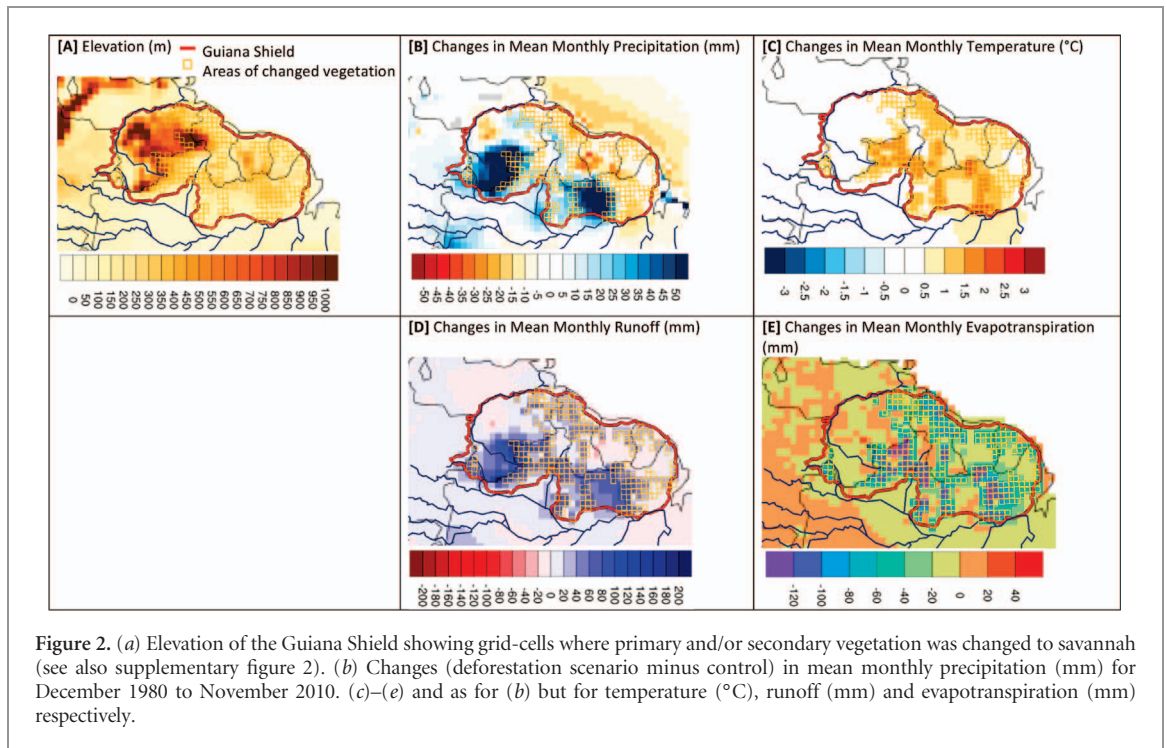 [A] Elevation (m)
Guiana Shield
Areas of changed vegetation
0 50 100 150 200 250 300 350 400 450 500 550 600 650 700 750 800 850 900 950 1000
[B] Changes in Mean Monthly Precipitation (mm)
-50 -45 -40 -35 -30 -25 -20 -15 -10 -5 0 5 10 15 20 25 30 35 40 45 50
[C] Changes in Mean Monthly Temperature (°C)
-3 -2.5 -2 -1.5 -1 -0.5 0 0.5 1 1.5 2 2.5 3
[D] Changes in Mean Monthly Runoff (mm)
-200 -180 -160 -140 -120 -100 -80 -60 -40 -20 0 20 40 60 80 100 120 140 160 180 200
[E] Changes in Mean Monthly Evapotranspiration
(mm)
-120 -100 -80 -60 -40 -20 0 20 40
Figure 2. (a) Elevation of the Guiana Shield showing grid-cells where primary and/or secondary vegetation was changed to savannah
(see also supplementary figure 2). (b) Changes (deforestation scenario minus control) in mean monthly precipitation (mm) for
December 1980 to November 2010. (c)–(e) and as for (b) but for temperature (°C), runoff (mm) and evapotranspiration (mm)
respectively.